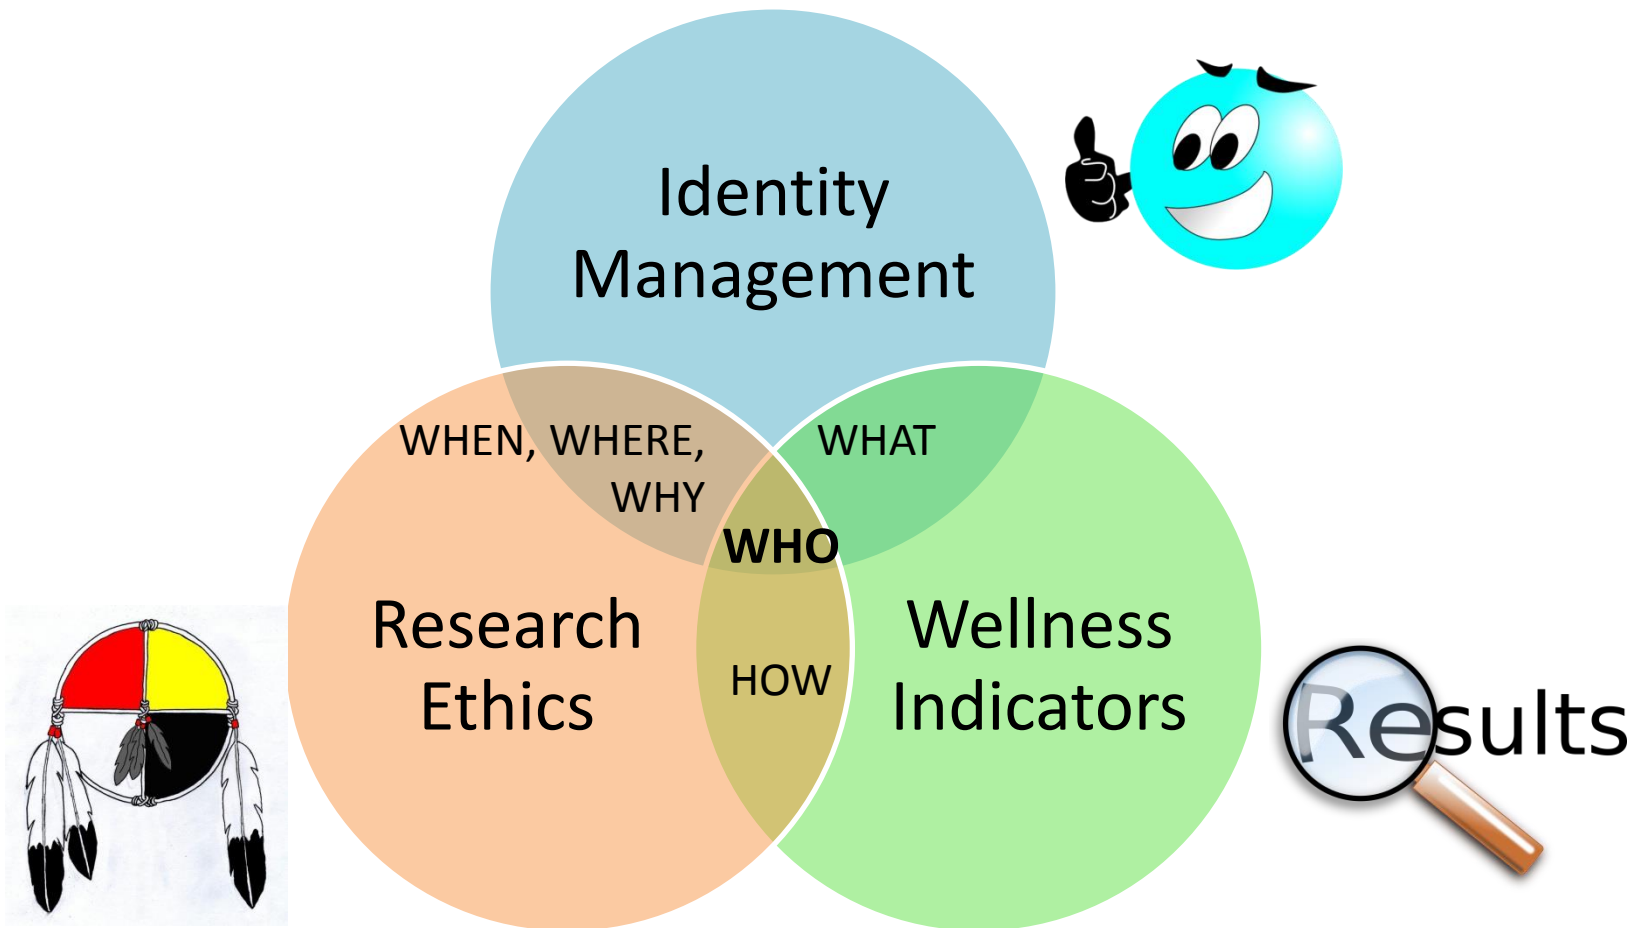 Identity
Management
WHEN, WHERE,
WHY
WHAT
WHO
Research
Ethics
HOW
Wellness
Indicators
Results